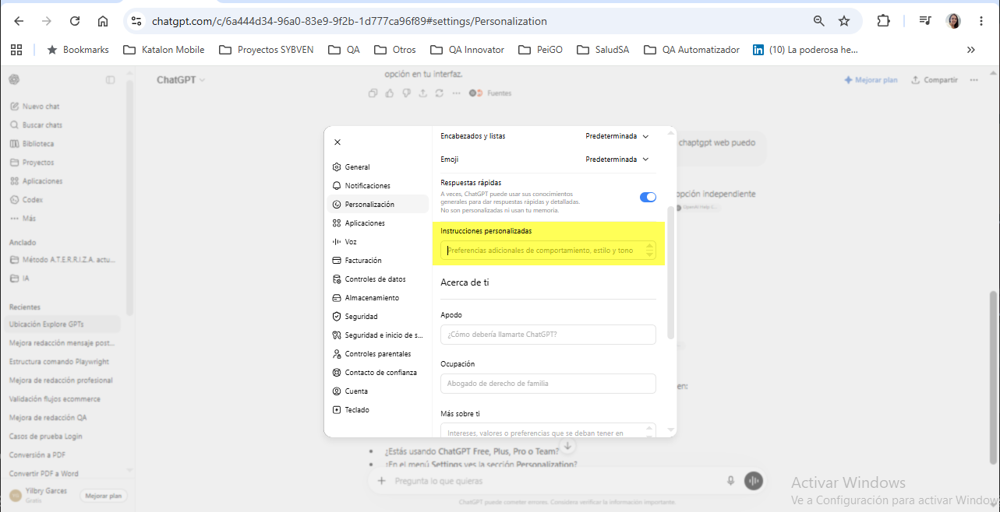 chatgpt.com/c/6a444d34-96a0-83e9-9f2b-1d777ca96f89#settings/Personalization
Bookmarks
Katalon Mobile
Proyectos SYBVEN
QA
Otros
QA Innovator
PeiGO
SaludSA
QA Automatizador
in
(10) La poderosa he...
Nuevo chat
Buscar chats
Biblioteca
Proyectos
Aplicaciones
Codex
Más
Anclado
Método A.T.E.R.R.I.Z.A. actu...
IA
Recientes
Ubicación Explore GPTs
Mejora redacción mensaje post...
Estructura comando Playwright
Mejora de redacción profesional
Validación flujos ecommerce
Mejora de redacción QA
Casos de prueba Login
Conversión a PDF
Convertir PDF a Word
Yilbry Garces
Gratis
Mejorar plan
ChatGPT
Mejorar plan
Compartir
opción en tu interfaz.
Fuentes
chaptgpt web puedo
opción independiente
OpenAI Help
en:
General
Notificaciones
Personalización
Aplicaciones
Voz
Facturación
Controles de datos
Almacenamiento
Seguridad
Seguridad e inicio de s...
Controles parentales
Contacto de confianza
Cuenta
Teclado
Encabezados y listas
Predeterminada
Emoji
Predeterminada
Respuestas rápidas
A veces, ChatGPT puede usar sus conocimientos
generales para dar respuestas rápidas y detalladas.
No son personalizadas ni usan tu memoria.
Instrucciones personalizadas
Preferencias adicionales de comportamiento, estilo y tono
Acerca de ti
Apodo
¿Cómo debería llamarte ChatGPT?
Ocupación
Abogado de derecho de familia
Más sobre ti
Intereses, valores o preferencias que se deban tener en
¿Estás usando ChatGPT Free, Plus, Pro o Team?
¿En el menú Settings ves la sección Personalization?
Pregunta lo que quieras
ChatGPT puede cometer errores. Considera verificar la información importante.
Activar Windows
Ve a Configuración para activar Windows